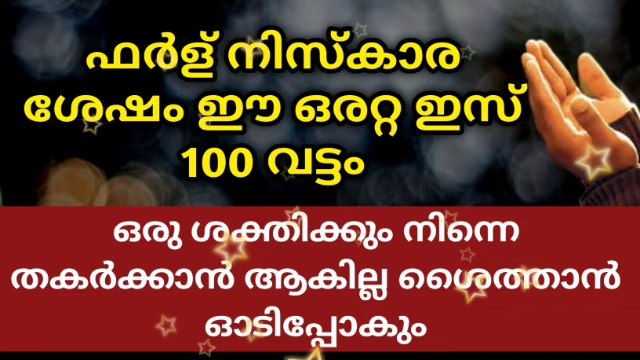 ഫർള് നിസ്കാര
ശേഷം ഈ ഒരറ്റ ഇസ്
100 വട്ടം
ഒരു ശക്തിക്കും നിന്നെ
തകർക്കാൻ ആകില്ല ശൈത്താൻ
ഓടിപ്പോകും